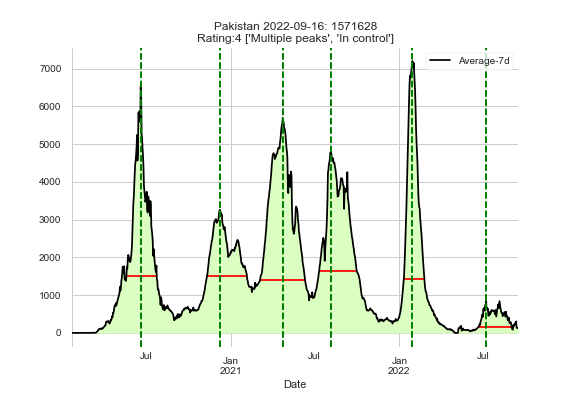 Pakistan 2022-09-16: 1571628
Rating:4 ['Multiple peaks', 'In control']
Average-7d
7000
6000
5000
4000
3000
2000
1000
0
Jul
Jan
2021
Jul
Jan
2022
Jul
Date